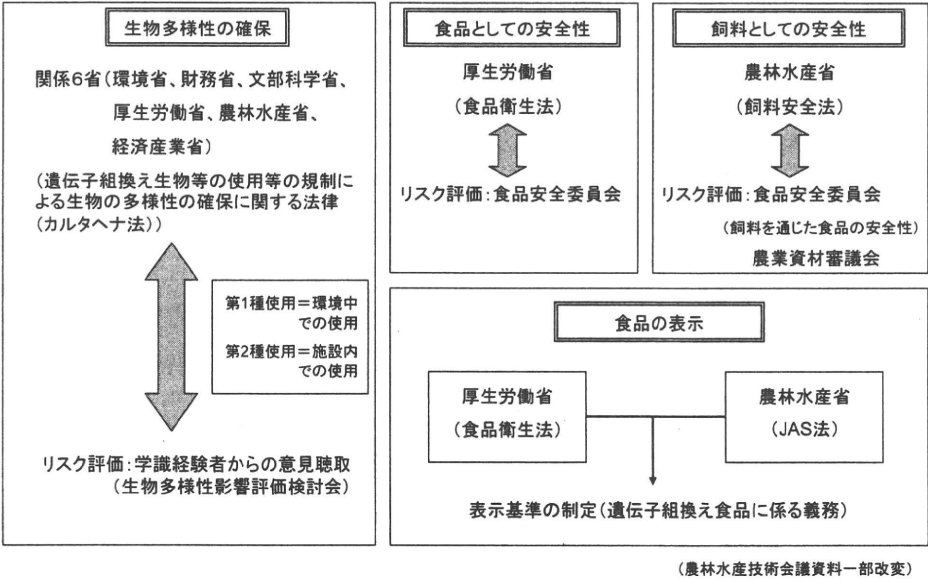 生物多様性の確保
関係6省(環境省、財務省、文部科学省、
厚生労働省、農林水産省、
経済産業省)
(遺伝子組換え生物等の使用等の規制に
よる生物の多様性の確保に関する法律
(カルタヘナ法))
第1種使用=環境中
での使用
第2種使用=施設内
での使用
リスク評価:学識経験者からの意見聴取
(生物多様性影響評価検討会)
食品としての安全性
厚生労働省
(食品衛生法)
リスク評価:食品安全委員会
飼料としての安全性
農林水産省
(飼料安全法)
リスク評価:食品安全委員会
(飼料を通じた食品の安全性)
農業資材審議会
食品の表示
厚生労働省
(食品衛生法)
農林水産省
(JAS法)
表示基準の制定(遺伝子組換え食品に係る義務)
(農林水産技術会議資料一部改変)